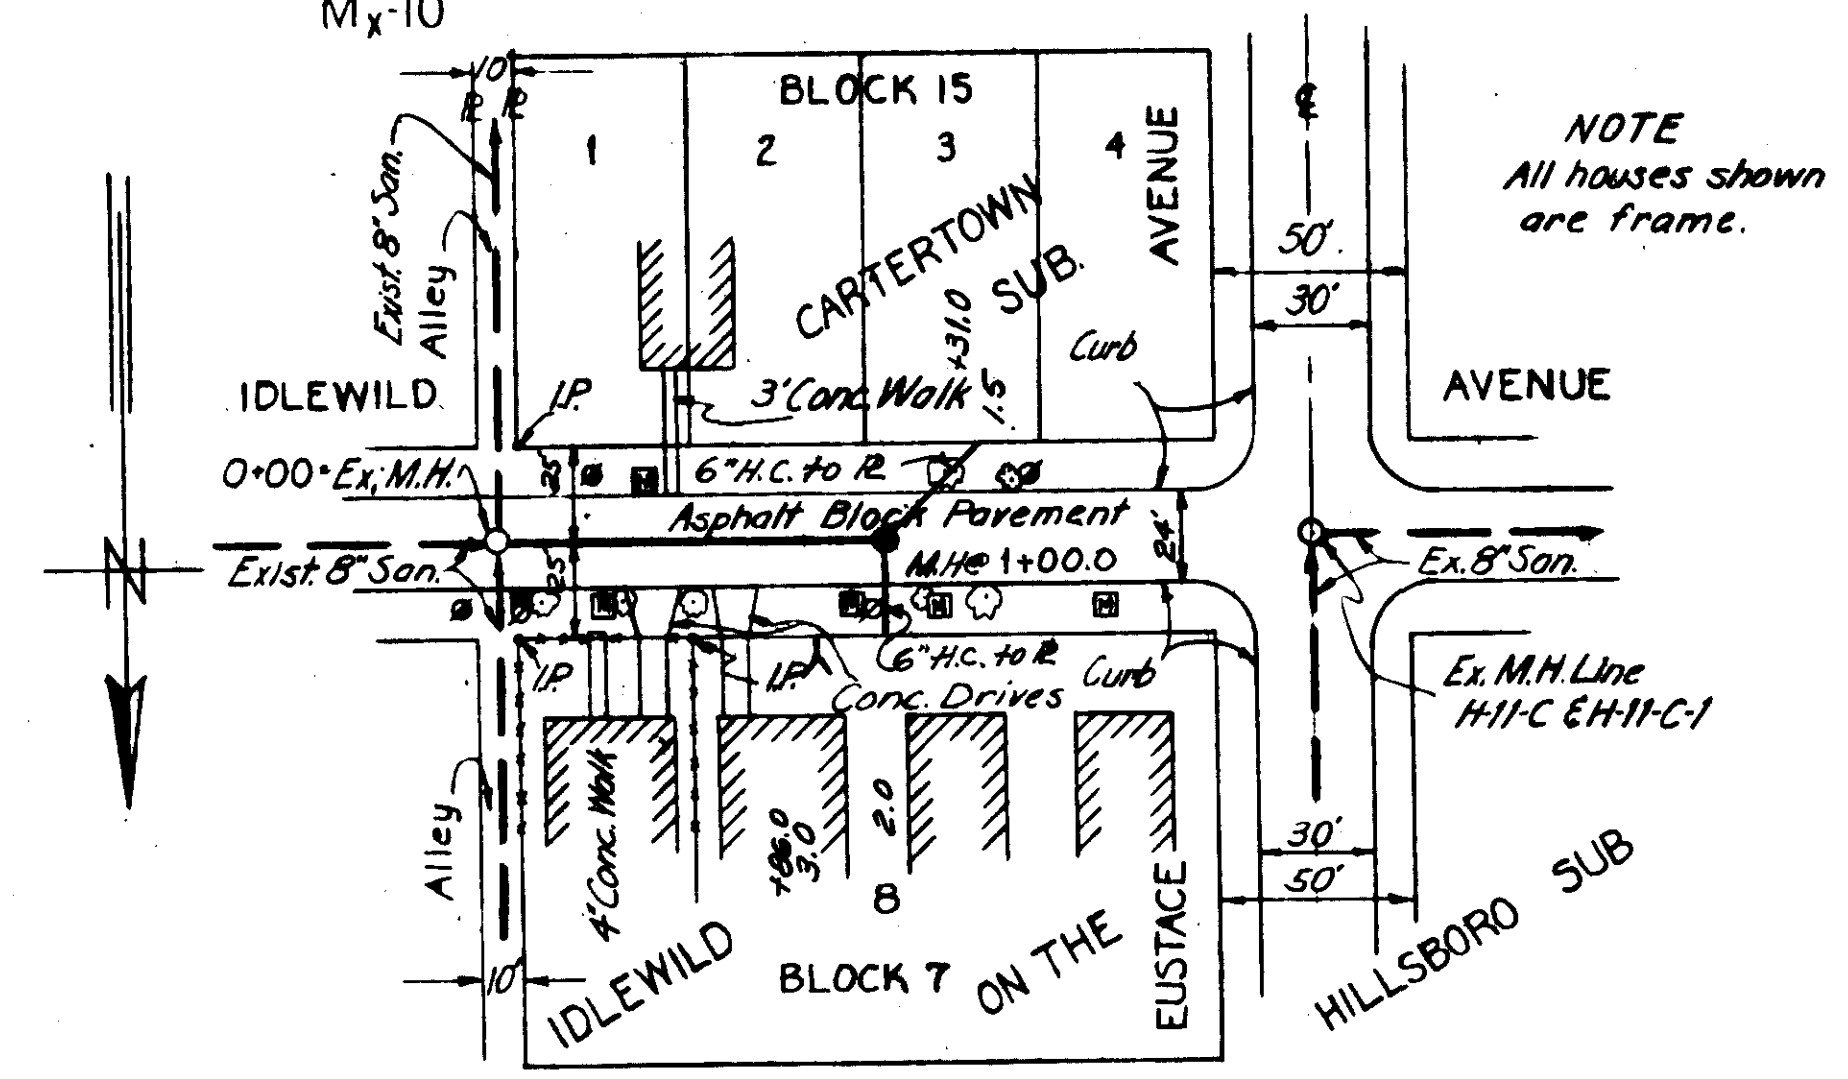 Mx-10
10'
BLOCK 15
1
2
3
4
AVENUE
NOTE
All houses shown
are frame.
Exist. 8" San.
Alley
CARTERTOWN
SUB.
+31.0
1.5
50'
30'
Curb
IDLEWILD
AVENUE
I.P.
3' Conc. Walk
0+00 = Ex. M.H.
25
6" H.C. to PL
Asphalt Block Pavement
24'
M.H@ 1+00.0
N
Exist. 8" San.
25
Ex. 8" San.
M
M
M
M
M
I.P.
I.P.
6" H.C. to PL
Conc. Drives
Curb
Ex. M.H. Line
H-11-C & H-11-C-1
Alley
4' Conc. Walk
+86.0
3.0
2.0
8
30'
50'
EUSTACE
10'
BLOCK 7
IDLEWILD
ON THE
HILLSBORO SUB